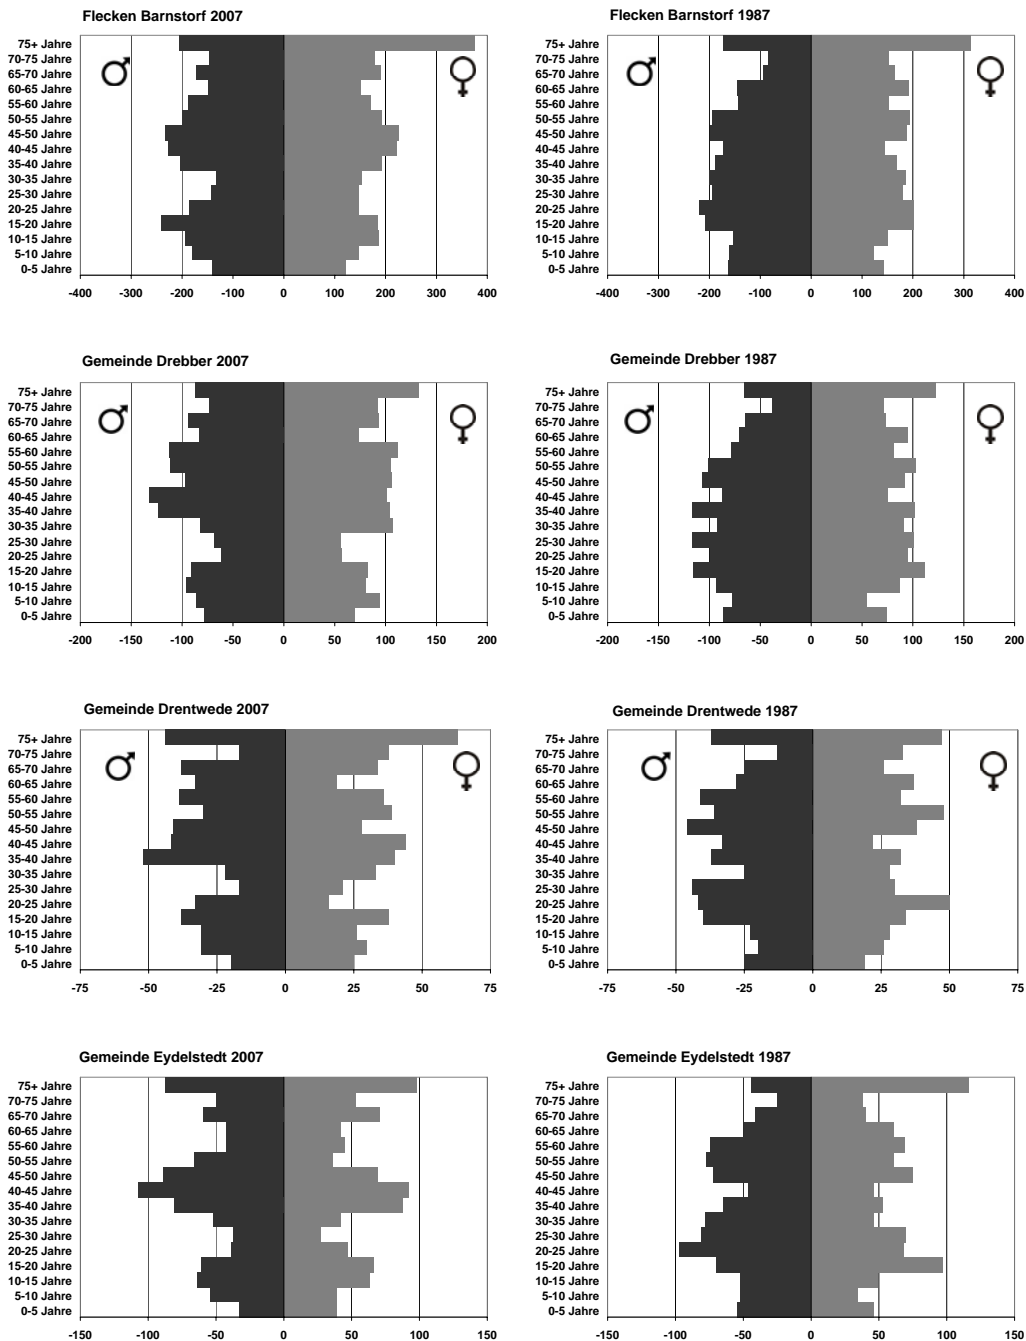 Flecken Barnstorf 2007
75+ Jahre
70-75 Jahre
65-70 Jahre
60-65 Jahre
55-60 Jahre
50-55 Jahre
45-50 Jahre
40-45 Jahre
35-40 Jahre
30-35 Jahre
25-30 Jahre
20-25 Jahre
15-20 Jahre
10-15 Jahre
5-10 Jahre
0-5 Jahre
-400 -300 -200 -100 0 100 200 300 400
Flecken Barnstorf 1987
75+ Jahre
70-75 Jahre
65-70 Jahre
60-65 Jahre
55-60 Jahre
50-55 Jahre
45-50 Jahre
40-45 Jahre
35-40 Jahre
30-35 Jahre
25-30 Jahre
20-25 Jahre
15-20 Jahre
10-15 Jahre
5-10 Jahre
0-5 Jahre
-400 -300 -200 -100 0 100 200 300 400
Gemeinde Drebber 2007
75+ Jahre
70-75 Jahre
65-70 Jahre
60-65 Jahre
55-60 Jahre
50-55 Jahre
45-50 Jahre
40-45 Jahre
35-40 Jahre
30-35 Jahre
25-30 Jahre
20-25 Jahre
15-20 Jahre
10-15 Jahre
5-10 Jahre
0-5 Jahre
-200 -150 -100 -50 0 50 100 150 200
Gemeinde Drebber 1987
75+ Jahre
70-75 Jahre
65-70 Jahre
60-65 Jahre
55-60 Jahre
50-55 Jahre
45-50 Jahre
40-45 Jahre
35-40 Jahre
30-35 Jahre
25-30 Jahre
20-25 Jahre
15-20 Jahre
10-15 Jahre
5-10 Jahre
0-5 Jahre
-200 -150 -100 -50 0 50 100 150 200
Gemeinde Drentwede 2007
75+ Jahre
70-75 Jahre
65-70 Jahre
60-65 Jahre
55-60 Jahre
50-55 Jahre
45-50 Jahre
40-45 Jahre
35-40 Jahre
30-35 Jahre
25-30 Jahre
20-25 Jahre
15-20 Jahre
10-15 Jahre
5-10 Jahre
0-5 Jahre
-75 -50 -25 0 25 50 75
Gemeinde Drentwede 1987
75+ Jahre
70-75 Jahre
65-70 Jahre
60-65 Jahre
55-60 Jahre
50-55 Jahre
45-50 Jahre
40-45 Jahre
35-40 Jahre
30-35 Jahre
25-30 Jahre
20-25 Jahre
15-20 Jahre
10-15 Jahre
5-10 Jahre
0-5 Jahre
-75 -50 -25 0 25 50 75
Gemeinde Eydelstedt 2007
75+ Jahre
70-75 Jahre
65-70 Jahre
60-65 Jahre
55-60 Jahre
50-55 Jahre
45-50 Jahre
40-45 Jahre
35-40 Jahre
30-35 Jahre
25-30 Jahre
20-25 Jahre
15-20 Jahre
10-15 Jahre
5-10 Jahre
0-5 Jahre
-150 -100 -50 0 50 100 150
Gemeinde Eydelstedt 1987
75+ Jahre
70-75 Jahre
65-70 Jahre
60-65 Jahre
55-60 Jahre
50-55 Jahre
45-50 Jahre
40-45 Jahre
35-40 Jahre
30-35 Jahre
25-30 Jahre
20-25 Jahre
15-20 Jahre
10-15 Jahre
5-10 Jahre
0-5 Jahre
-150 -100 -50 0 50 100 150